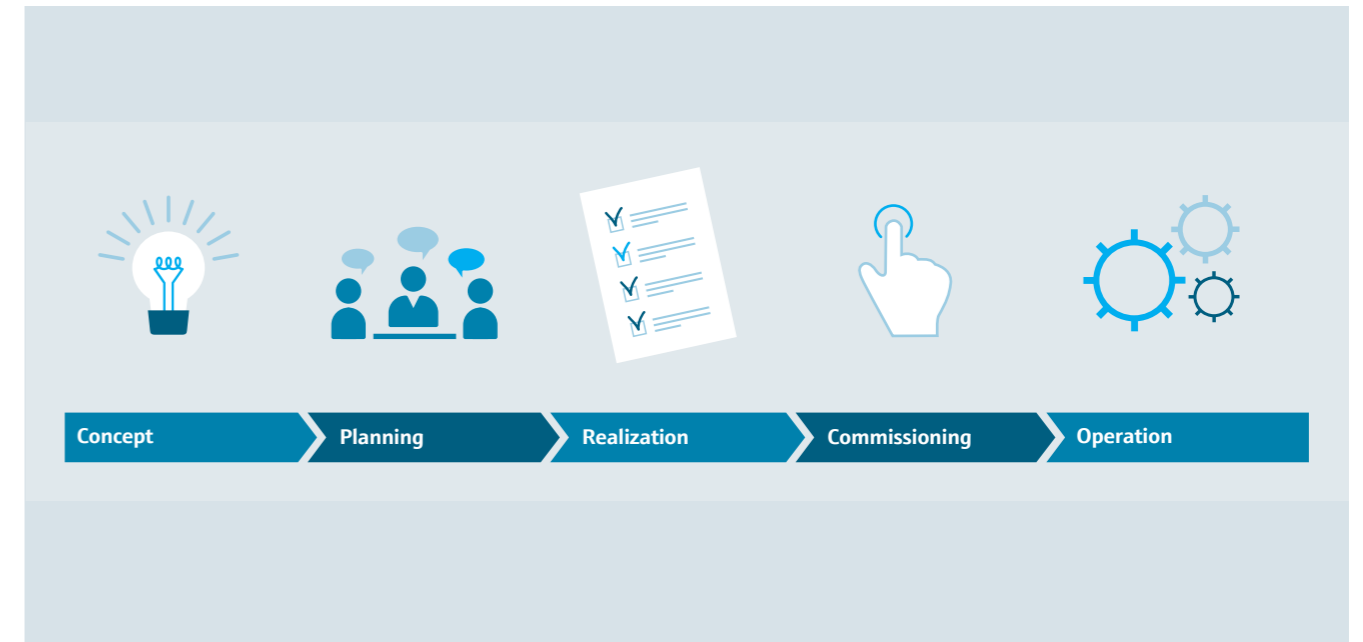 Concept
Planning
Realization
Commissioning
Operation